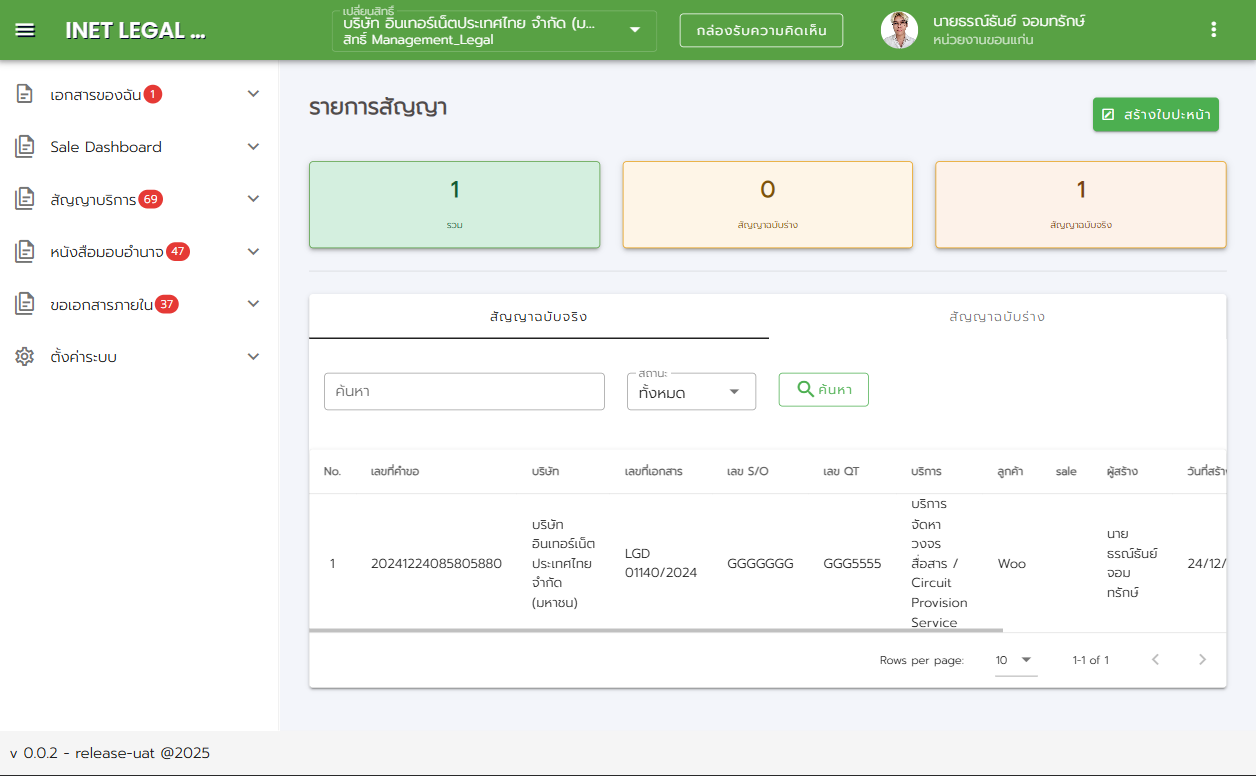 INET LEGAL ...
เปลี่ยนสิทธิ์
บริษัท อินเทอร์เน็ตประเทศไทย จำกัด (ม...
สิทธิ์ Management_Legal
กล่องรับความคิดเห็น
นายธรณ์ธันย์ จอมทรักษ์
หน่วยงานขอนแก่น
เอกสารของฉัน 1
Sale Dashboard
สัญญาบริการ 69
หนังสือมอบอำนาจ 47
ขอเอกสารภายใน 37
ตั้งค่าระบบ
รายการสัญญา
สร้างใบปะหน้า
1
รวม
0
สัญญาฉบับร่าง
1
สัญญาฉบับจริง
สัญญาฉบับจริง
สัญญาฉบับร่าง
ค้นหา
สถานะ
ทั้งหมด
ค้นหา
No. เลขที่คำขอ บริษัท เลขที่เอกสาร เลข S/O เลข QT บริการ ลูกค้า sale ผู้สร้าง วันที่สร้า
1
20241224085805880
บริษัท
อินเทอร์เน็ต
ประเทศไทย
จำกัด
(มหาชน)
LGD
01140/2024
GGGGGGG
GGG5555
บริการ
จัดหา
วงจร
สื่อสาร /
Circuit
Provision
Service
Woo
นาย
ธรณ์ธันย์
จอม
ทรักษ์
24/12/
Rows per page: 10 1-1 of 1
v 0.0.2 - release-uat @2025